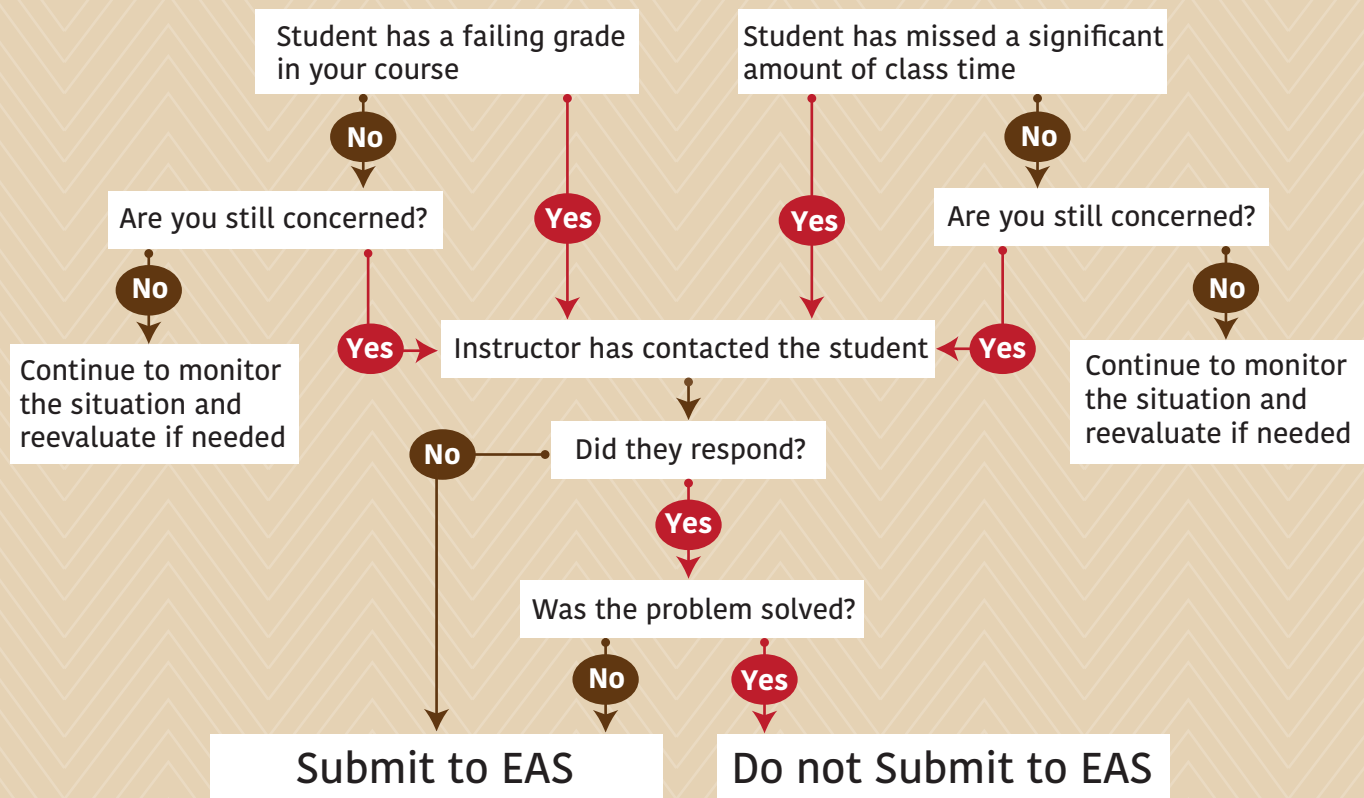 Student has a failing grade
in your course
Student has missed a significant
amount of class time
No
No
Are you still concerned?
Yes
Yes
Are you still concerned?
No
No
Continue to monitor
the situation and
reevaluate if needed
Yes
Instructor has contacted the student
Yes
Continue to monitor
the situation and
reevaluate if needed
No
Did they respond?
Yes
Was the problem solved?
No
Yes
Submit to EAS
Do not Submit to EAS